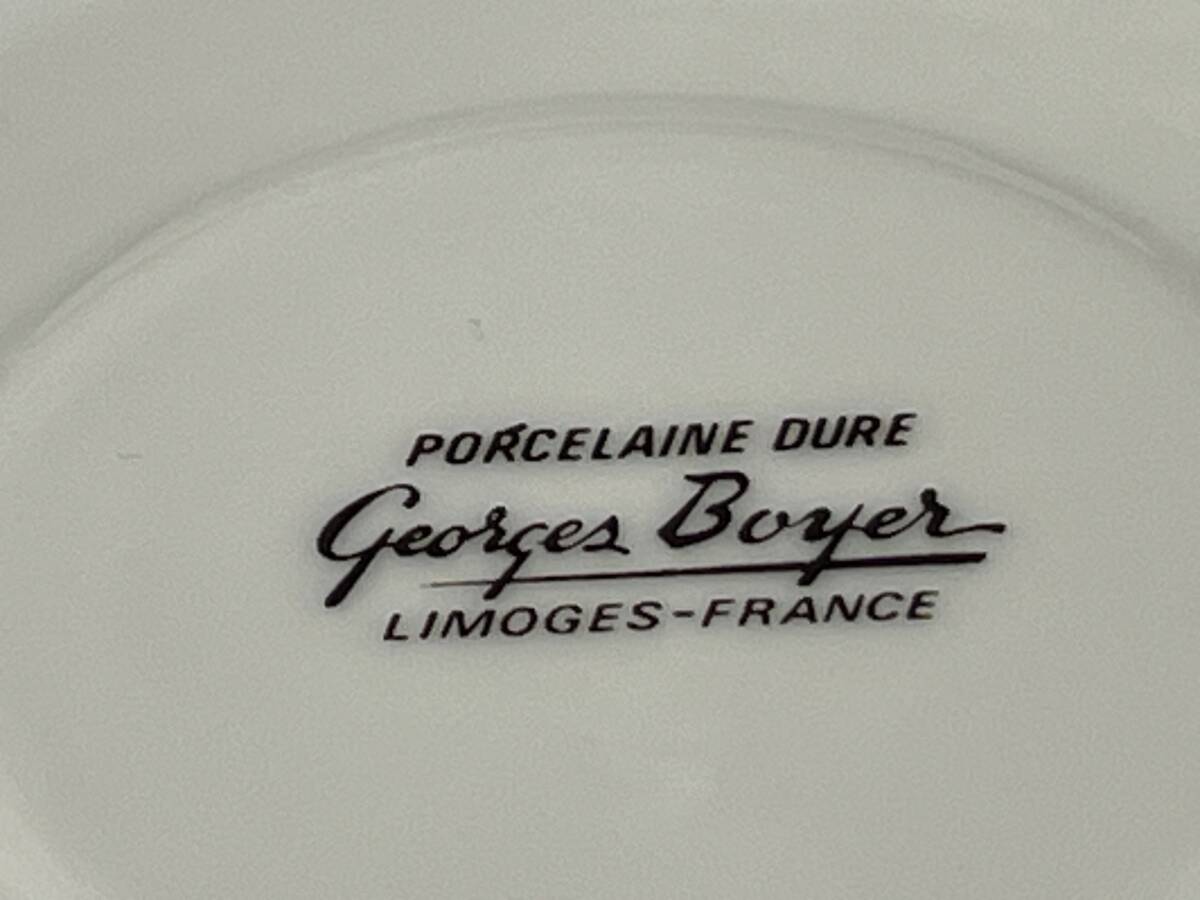 PORCELAINE DURE
Georges Boyer
LIMOGES-FRANCE